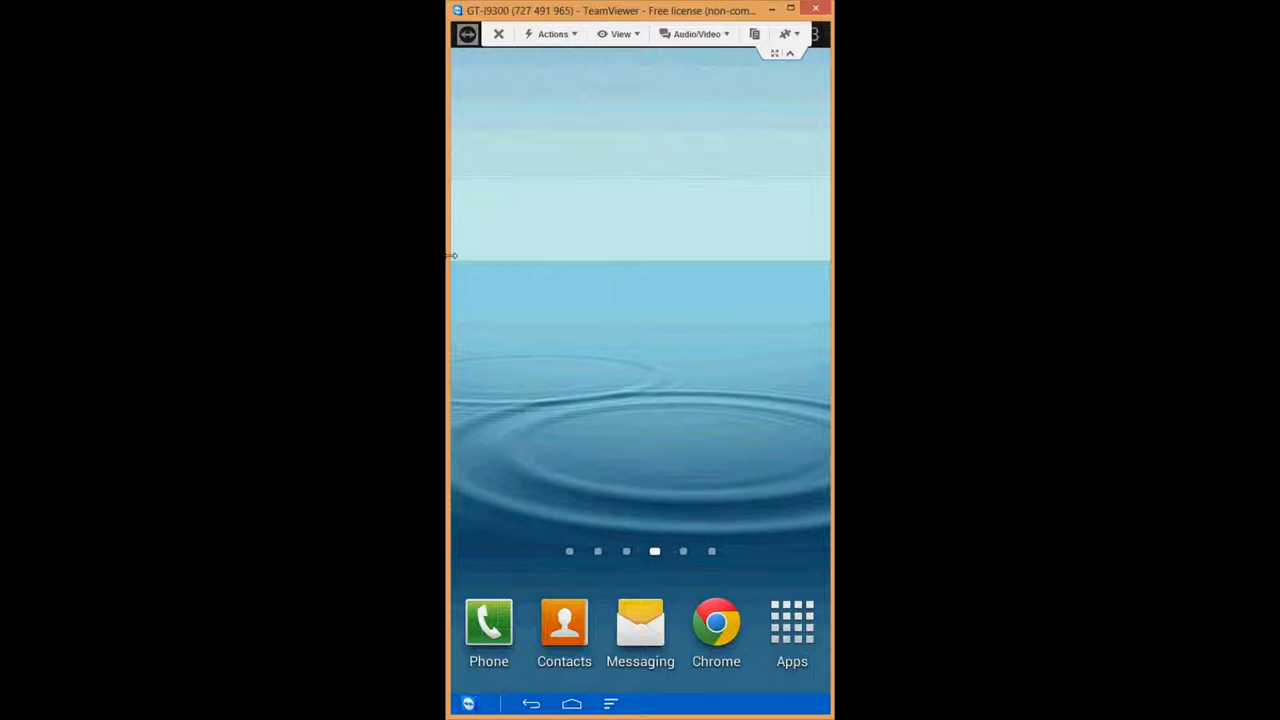 GT-I9300 (727 491 965) - TeamViewer - Free license (non-com...
Actions View Audio/Video
Phone Contacts Messaging Chrome Apps